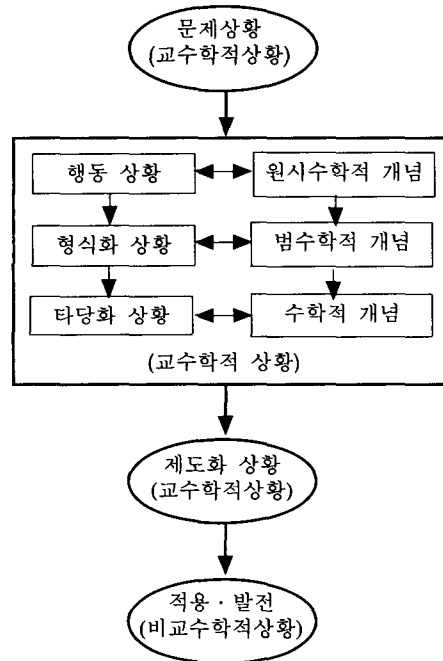 문제상황
(교수학적상황)
행동 상황
원시수학적 개념
형식화 상황
범수학적 개념
타당화 상황
수학적 개념
(교수학적 상황)
제도화 상황
(교수학적상황)
적용·발전
(비교수학적상황)